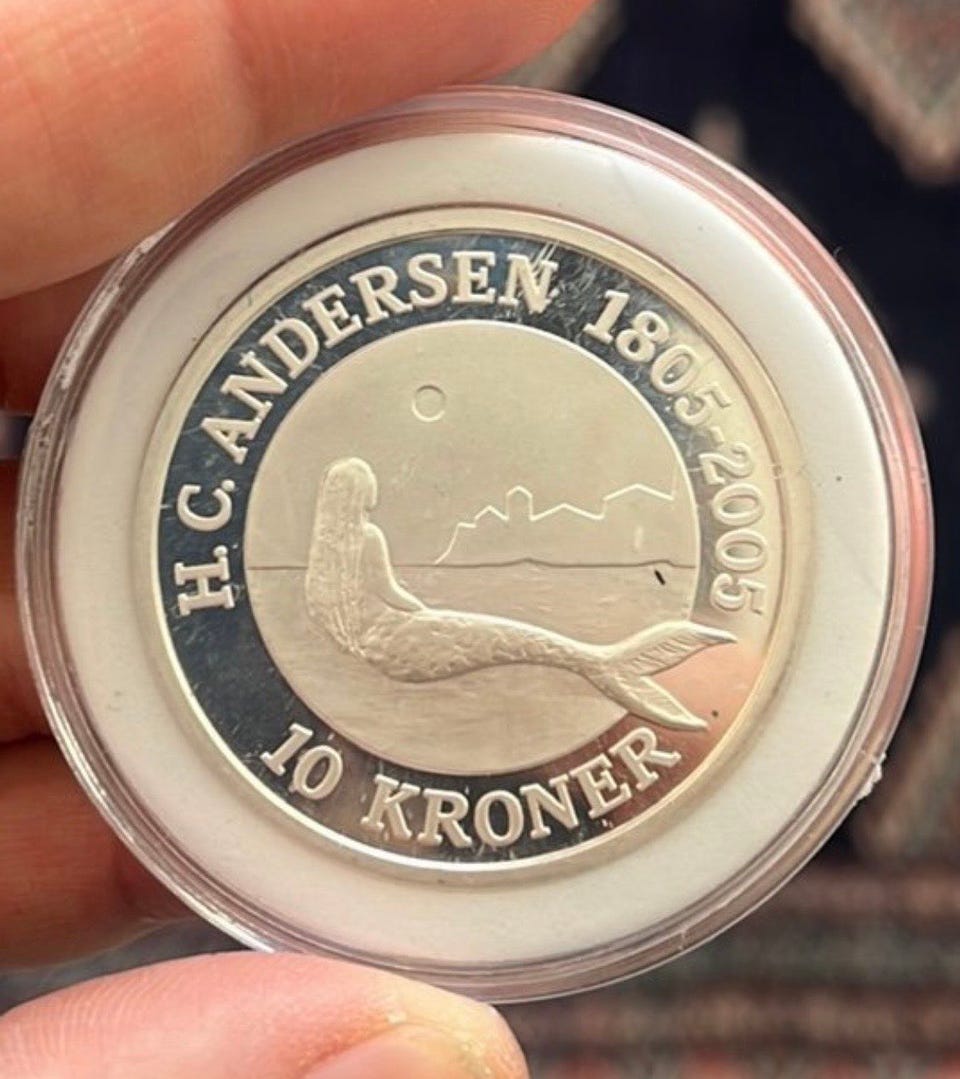 H.C. ANDERSEN 1805-2005
10 KRONER